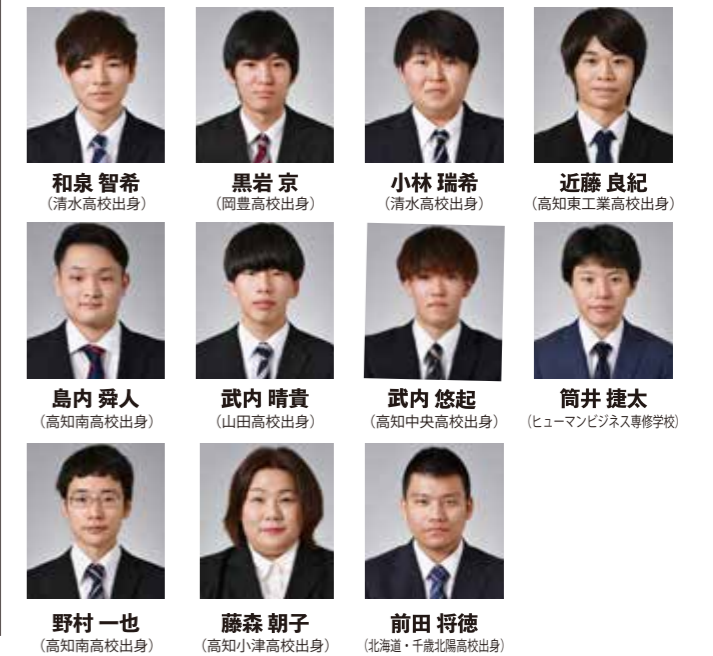 和泉 智希
（清水高校出身）
黒岩 京
（岡豊高校出身）
小林 瑞希
（清水高校出身）
近藤 良紀
（高知東工業高校出身）
島内 舜人
（高知南高校出身）
武内 晴貴
（山田高校出身）
武内 悠起
（高知中央高校出身）
筒井 捷太
（ヒューマンビジネス専修学校）
野村 一也
（高知南高校出身）
藤森 朝子
（高知小津高校出身）
前田 将徳
（北海道・千歳北陽高校出身）